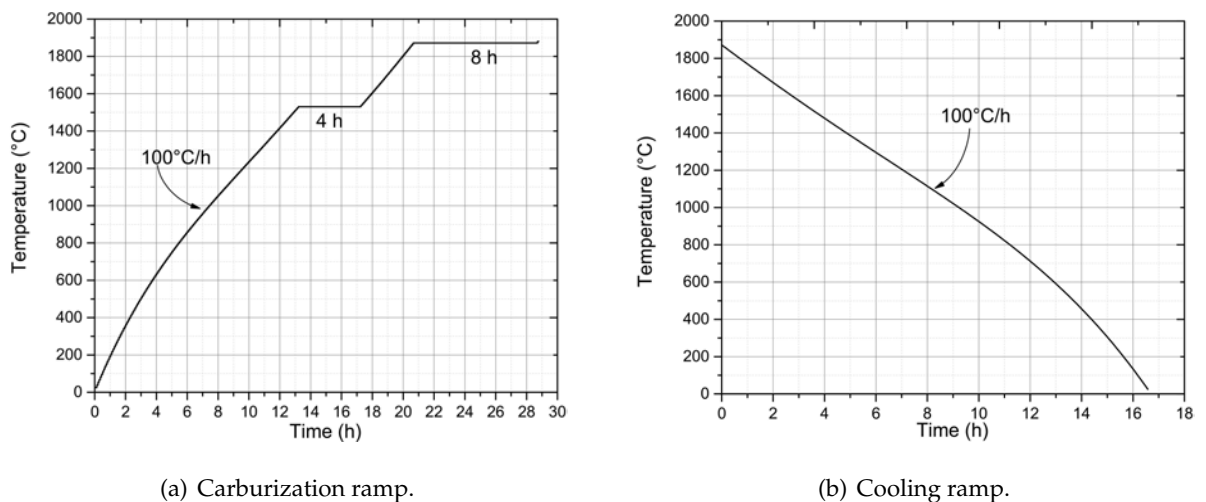 2000
1800
1600
1400
1200
1000
800
600
400
200
0
Temperature (°C)
8 h
4 h
100°C/h
0 2 4 6 8 10 12 14 16 18 20 22 24 26 28 30
Time (h)
(a) Carburization ramp.
2000
1800
1600
1400
1200
1000
800
600
400
200
0
Temperature (°C)
100°C/h
0 2 4 6 8 10 12 14 16 18
Time (h)
(b) Cooling ramp.